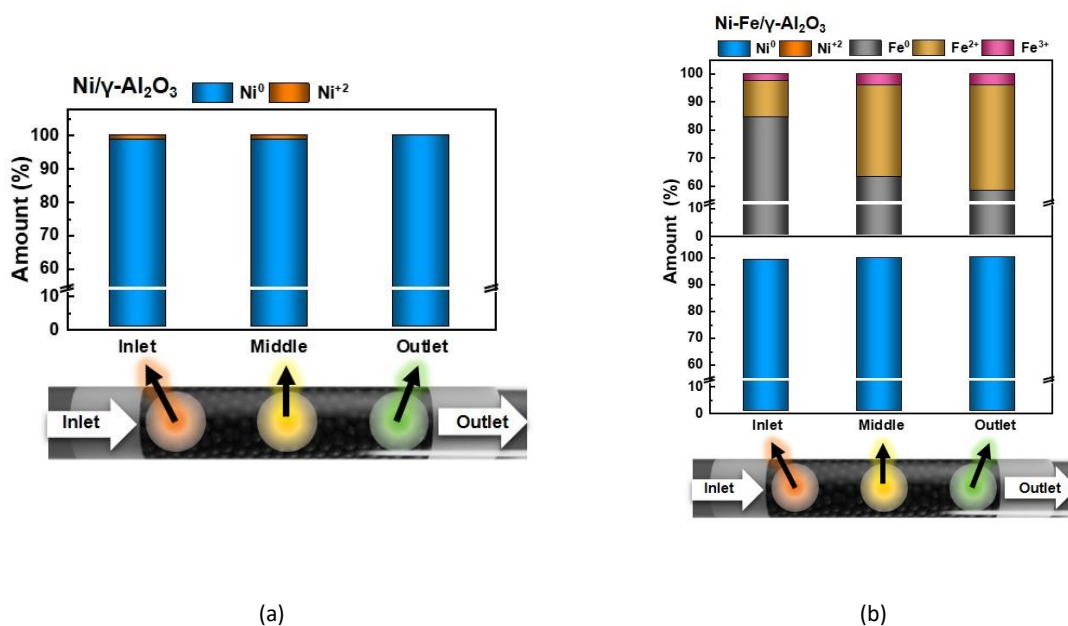 Ni/γ-Al₂O₃ Ni⁰ Ni⁺²
Amount (%)
100
90
80
70
60
10
0
Inlet Middle Outlet
Inlet Outlet
(a)
Ni-Fe/γ-Al₂O₃
Ni⁰ Ni⁺² Fe⁰ Fe²⁺ Fe³⁺
Amount (%)
100
90
80
70
60
10
0
Amount (%)
100
90
80
70
60
10
0
Inlet Middle Outlet
Inlet Outlet
(b)